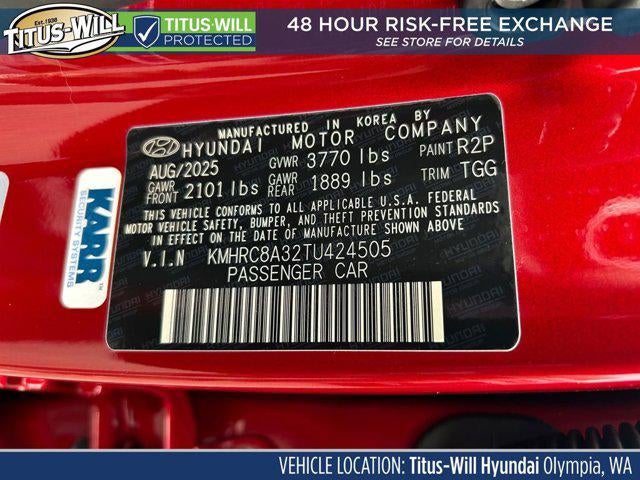 Est. 1938
TITUS-WILL
TITUS-WILL
PROTECTED
48 HOUR RISK-FREE EXCHANGE
SEE STORE FOR DETAILS
MANUFACTURED IN KOREA BY
HYUNDAI MOTOR COMPANY
AUG/2025 GVWR 3770 lbs PAINT R2P
GAWR FRONT 2101 lbs GAWR REAR 1889 lbs TRIM TGG
THIS VEHICLE CONFORMS TO ALL APPLICABLE U.S.A. FEDERAL
MOTOR VEHICLE SAFETY, BUMPER, AND THEFT PREVENTION STANDARDS
IN EFFECT ON THE DATE OF MANUFACTURE SHOWN ABOVE.
V.I.N KMHRC8A32TU424505
PASSENGER CAR
KARR™
SECURITY SYSTEMS
VEHICLE LOCATION: Titus-Will Hyundai Olympia, WA